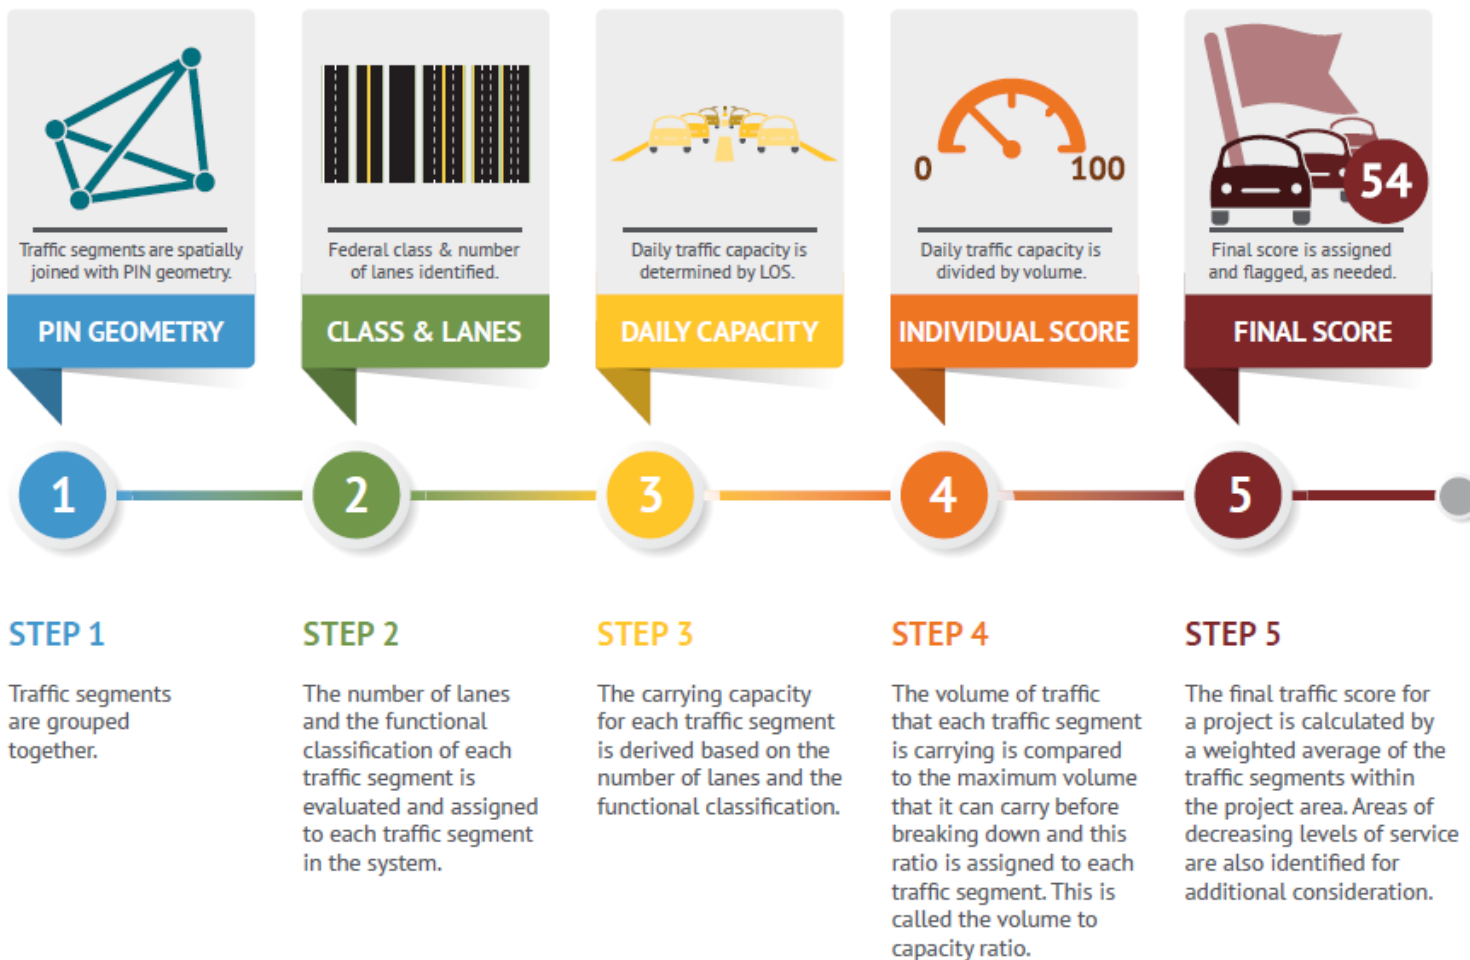 Traffic segments are spatially
joined with PIN geometry.
PIN GEOMETRY
Federal class & number
of lanes identified.
CLASS & LANES
Daily traffic capacity is
determined by LOS.
DAILY CAPACITY
0
100
Daily traffic capacity is
divided by volume.
INDIVIDUAL SCORE
54
Final score is assigned
and flagged, as needed.
FINAL SCORE
1
2
3
4
5
STEP 1
Traffic segments
are grouped
together.
STEP 2
The number of lanes
and the functional
classification of each
traffic segment is
evaluated and assigned
to each traffic segment
in the system.
STEP 3
The carrying capacity
for each traffic segment
is derived based on the
number of lanes and the
functional classification.
STEP 4
The volume of traffic
that each traffic segment
is carrying is compared
to the maximum volume
that it can carry before
breaking down and this
ratio is assigned to each
traffic segment. This is
called the volume to
capacity ratio.
STEP 5
The final traffic score for
a project is calculated by
a weighted average of the
traffic segments within
the project area. Areas of
decreasing levels of service
are also identified for
additional consideration.